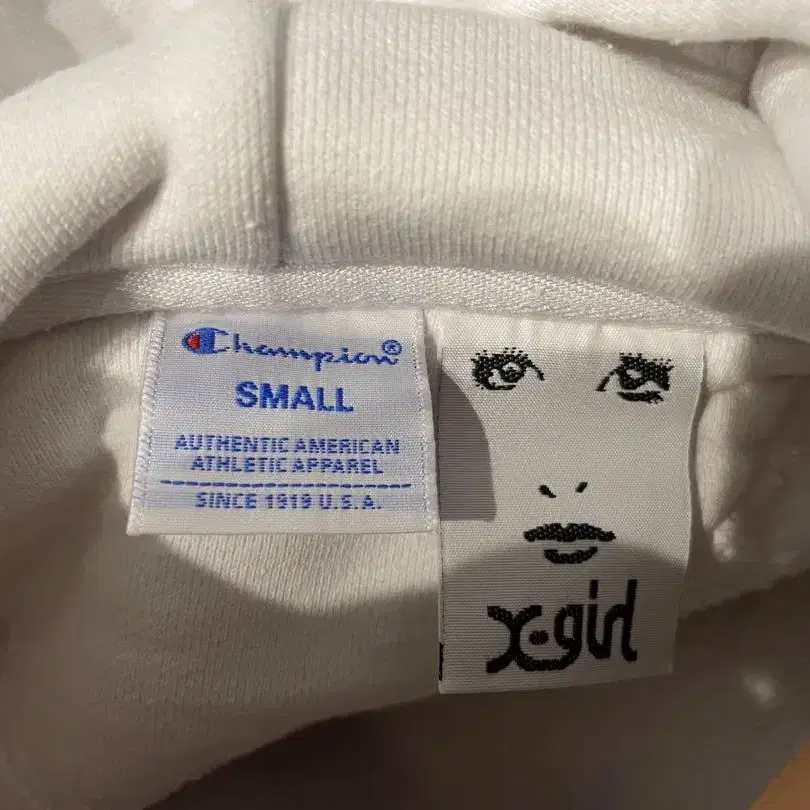 Champion®
SMALL
AUTHENTIC AMERICAN
ATHLETIC APPAREL
SINCE 1919 U.S.A.
X-girl